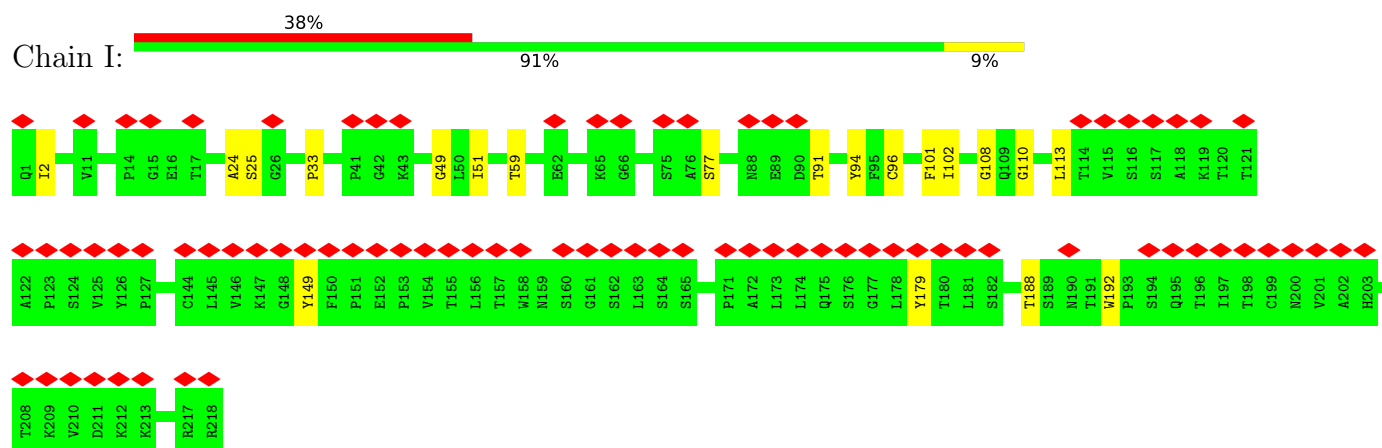 38%
Chain I:
91% 9%
Q1 I2 V11 P14 G15 E16 T17 A24 S25 G26 P33 P41 G42 K43 G49 L50 I51 T59 E62 K65 G66 S75 A76 S77 N88 E89 D90 T91 Y94 F95 C96 F101 I102 G108 Q109 G110 L113 T114 V115 S116 S117 A118 K119 T120 T121
A122 P123 S124 V125 Y126 P127 C144 L145 V146 K147 G148 Y149 F150 P151 E152 P153 V154 T155 L156 T157 W158 N159 S160 G161 S162 L163 S164 S165 P171 A172 L173 L174 Q175 S176 G177 L178 Y179 T180 L181 S182 T188 S189 N190 T191 W192 P193 S194 Q195 T196 I197 T198 C199 N200 V201 A202 H203
T208 K209 V210 D211 K212 K213 R217 R218